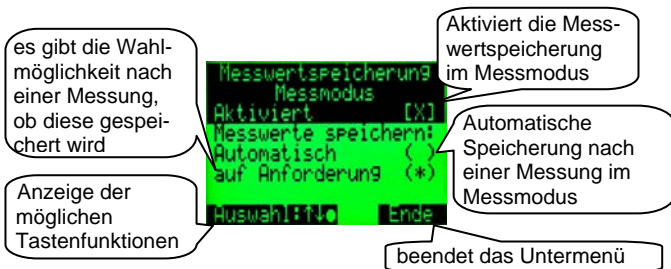 es gibt die Wahl-
möglichkeit nach
einer Messung,
ob diese gespei-
chert wird
Aktiviert die Mess-
wertspeicherung
im Messmodus
Messwertspeicherung
Messmodus
Aktiviert [X]
Messwerte speichern:
Automatisch ( )
auf Anforderung (*)
Auswahl:↑↓● Ende
Automatische
Speicherung nach
einer Messung im
Messmodus
Anzeige der
möglichen
Tastenfunktionen
beendet das Untermenü